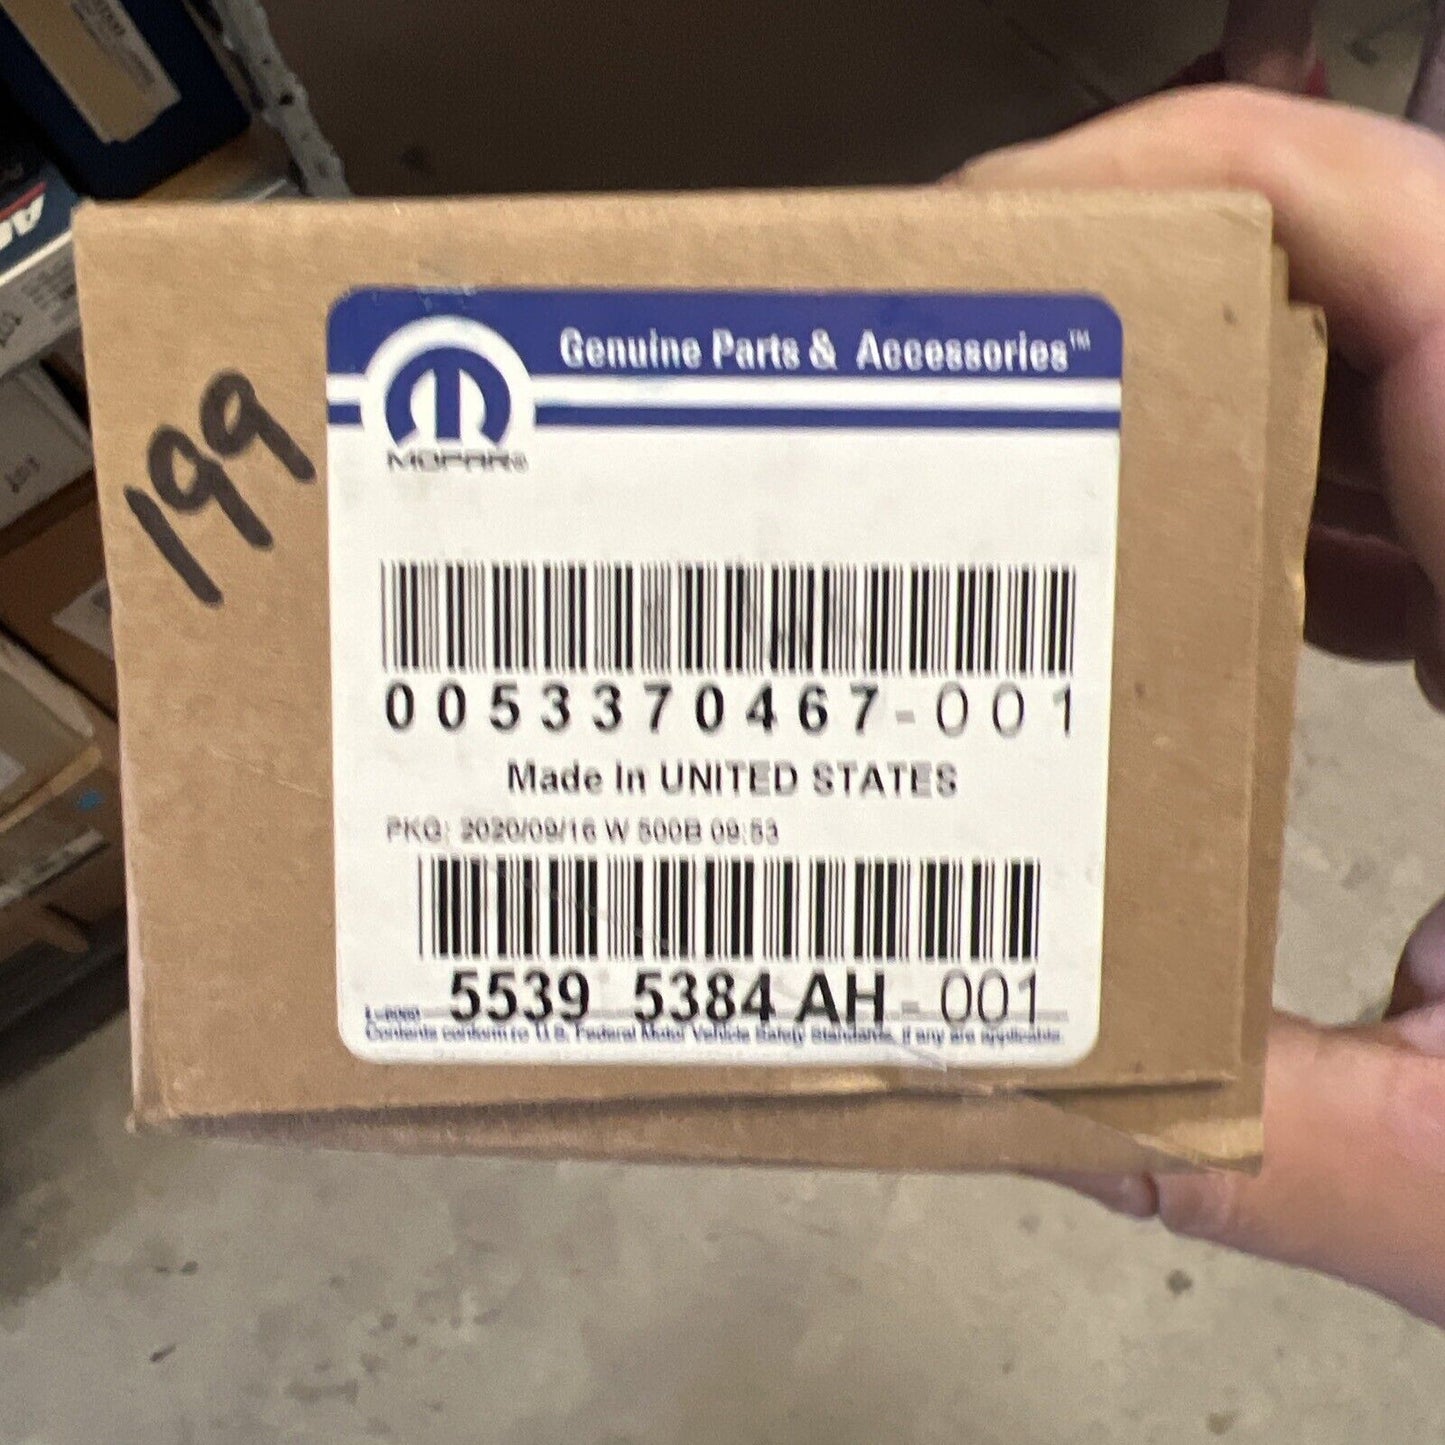 199
Genuine Parts & Accessories™
MOPAR®
0053370467-001
Made In UNITED STATES
PKG: 2020/09/16 W 500B 09:53
5539 5384 AH-001
Contents conform to U.S. Federal Motor Vehicle Safety Standards, if any are applicable.